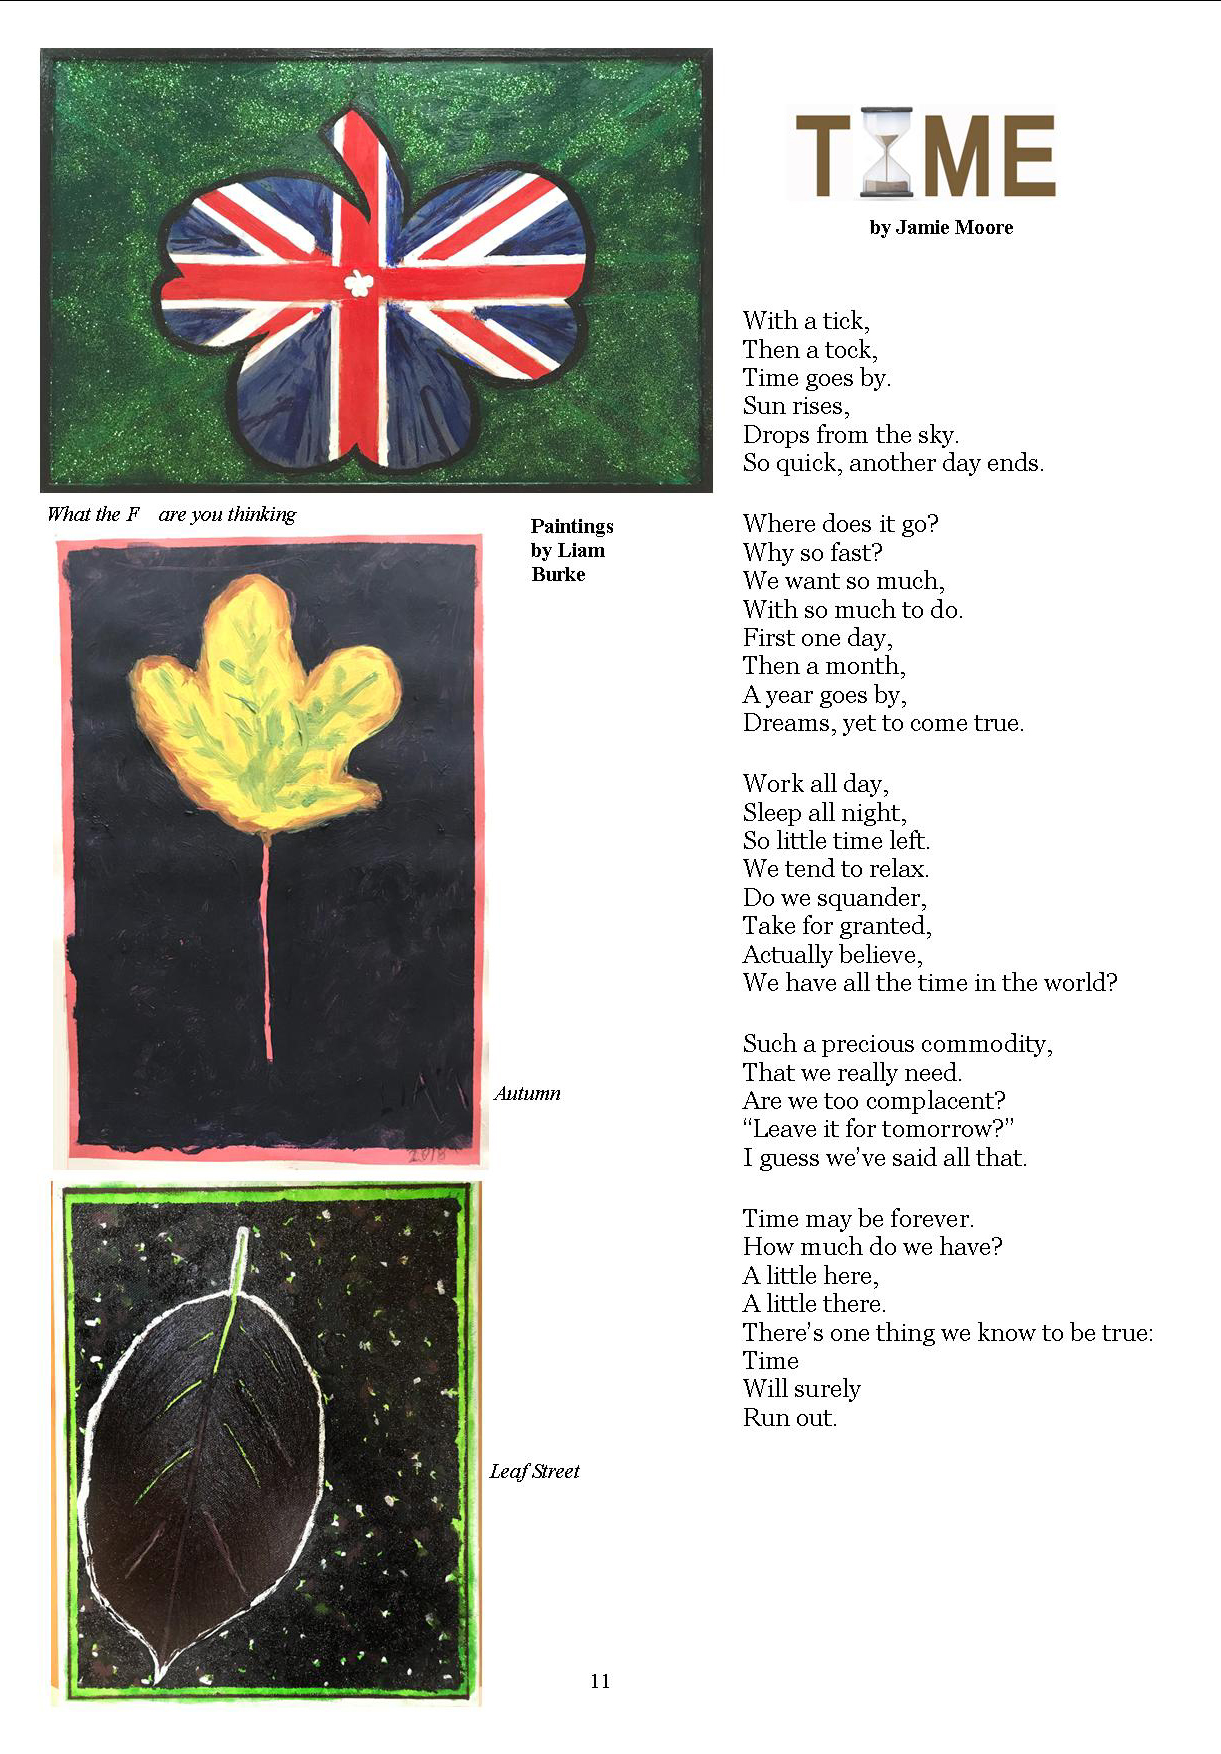 What the F    are you thinking
Paintings
by Liam
Burke
2018
Autumn
Leaf Street
TIME
by Jamie Moore
With a tick,
Then a tock,
Time goes by.
Sun rises,
Drops from the sky.
So quick, another day ends.
Where does it go?
Why so fast?
We want so much,
With so much to do.
First one day,
Then a month,
A year goes by,
Dreams, yet to come true.
Work all day,
Sleep all night,
So little time left.
We tend to relax.
Do we squander,
Take for granted,
Actually believe,
We have all the time in the world?
Such a precious commodity,
That we really need.
Are we too complacent?
“Leave it for tomorrow?”
I guess we’ve said all that.
Time may be forever.
How much do we have?
A little here,
A little there.
There’s one thing we know to be true:
Time
Will surely
Run out.
11